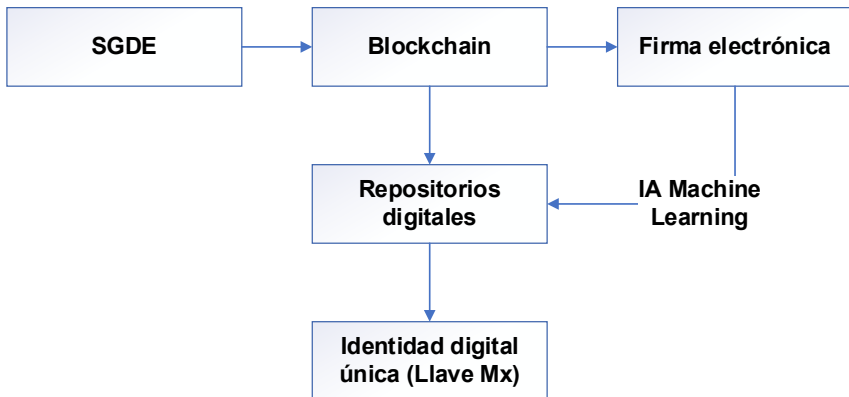 SGDE
Blockchain
Firma electrónica
Repositorios
digitales
IA Machine
Learning
Identidad digital
única (Llave Mx)